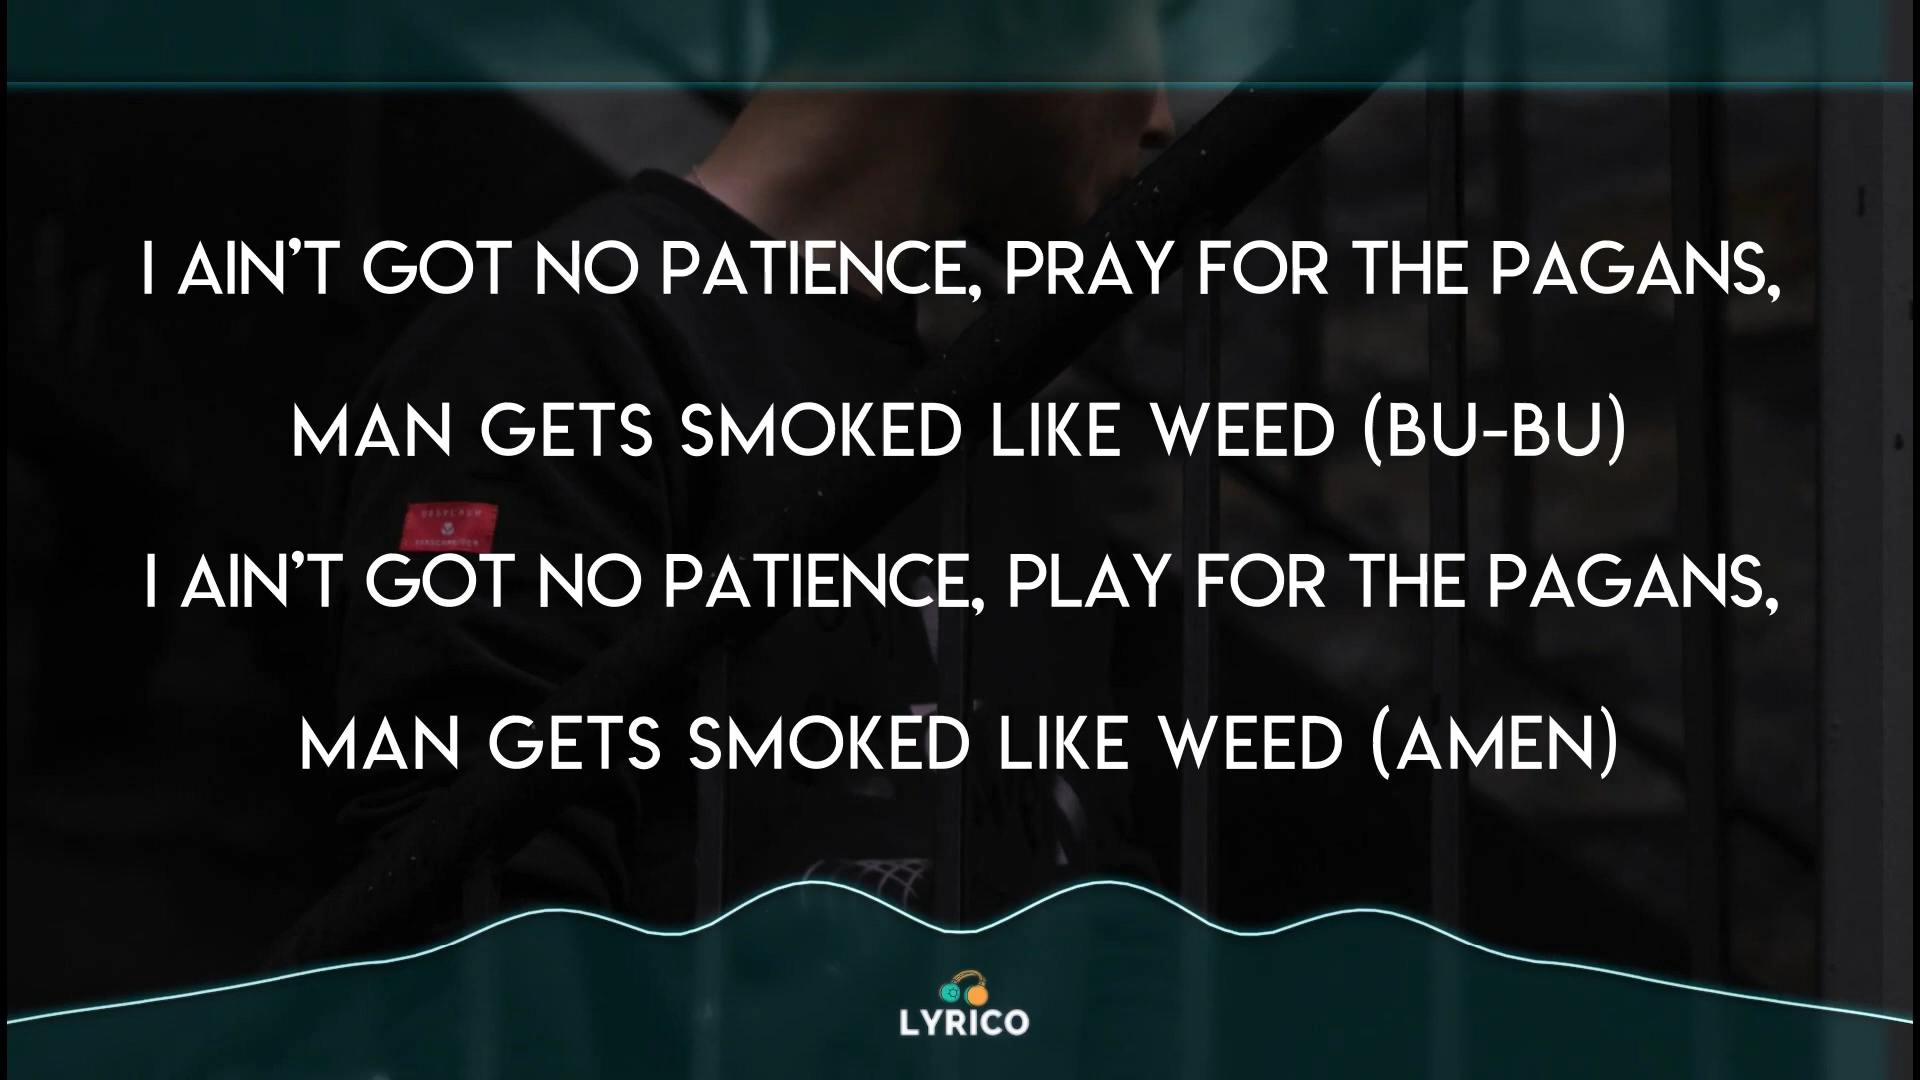 I AIN'T GOT NO PATIENCE, PRAY FOR THE PAGANS,
MAN GETS SMOKED LIKE WEED (BU-BU)
I AIN'T GOT NO PATIENCE, PLAY FOR THE PAGANS,
MAN GETS SMOKED LIKE WEED (AMEN)
LYRICO